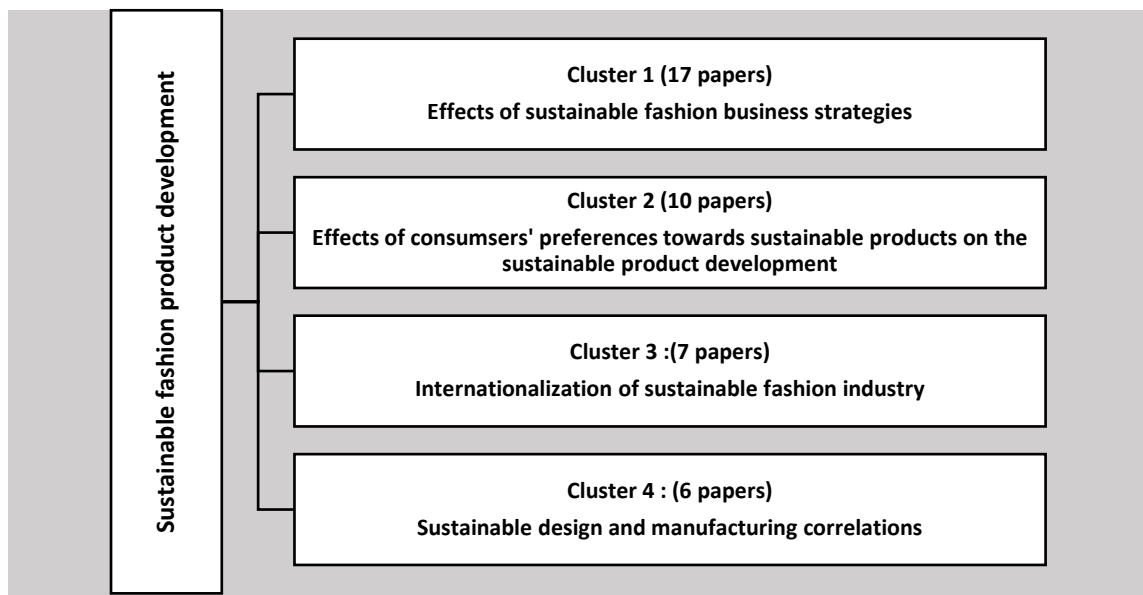 Sustainable fashion product development
Cluster 1 (17 papers)
Effects of sustainable fashion business strategies
Cluster 2 (10 papers)
Effects of consumsers' preferences towards sustainable products on the
sustainable product development
Cluster 3 :(7 papers)
Internationalization of sustainable fashion industry
Cluster 4 : (6 papers)
Sustainable design and manufacturing correlations